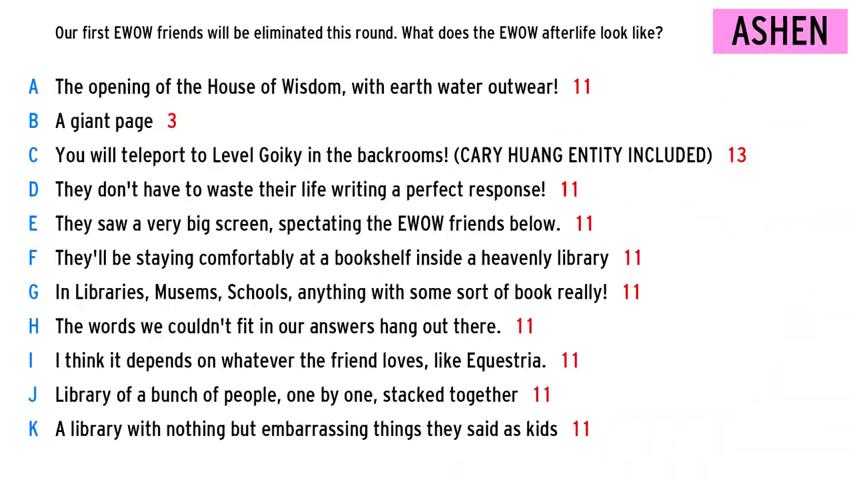 Our first EWOW friends will be eliminated this round. What does the EWOW afterlife look like?
ASHEN
A The opening of the House of Wisdom, with earth water outwear! 11
B A giant page 3
C You will teleport to Level Goiky in the backrooms! (CARY HUANG ENTITY INCLUDED) 13
D They don't have to waste their life writing a perfect response! 11
E They saw a very big screen, spectating the EWOW friends below. 11
F They'll be staying comfortably at a bookshelf inside a heavenly library 11
G In Libraries, Musems, Schools, anything with some sort of book really! 11
H The words we couldn't fit in our answers hang out there. 11
I I think it depends on whatever the friend loves, like Equestria. 11
J Library of a bunch of people, one by one, stacked together 11
K A library with nothing but embarrassing things they said as kids 11